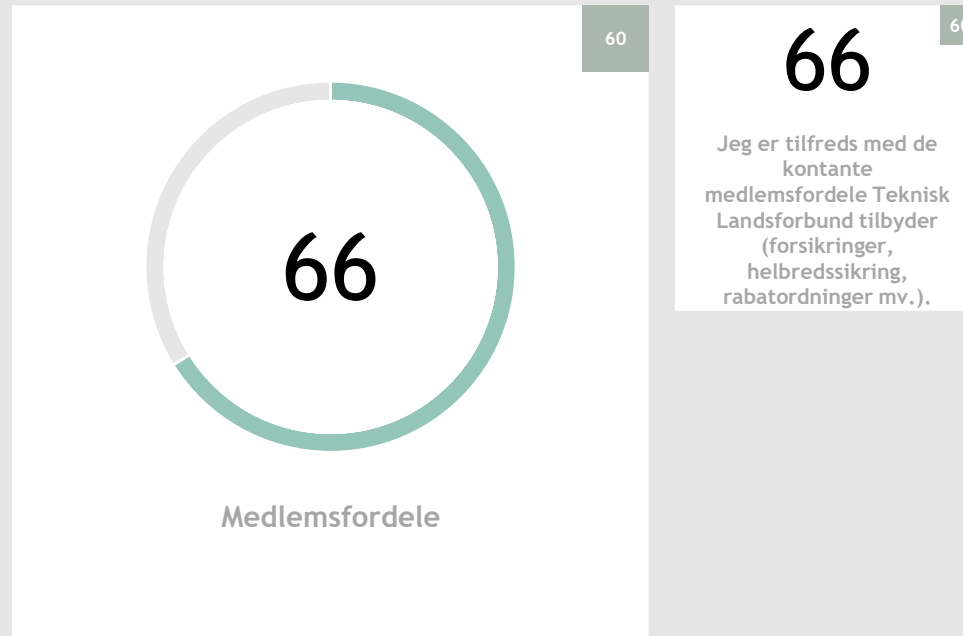 60
66
Medlemsfordele
66
Jeg er tilfreds med de
kontante
medlemsfordele Teknisk
Landsforbund tilbyder
(forsikringer,
helbredssikring,
rabatordninger mv.).